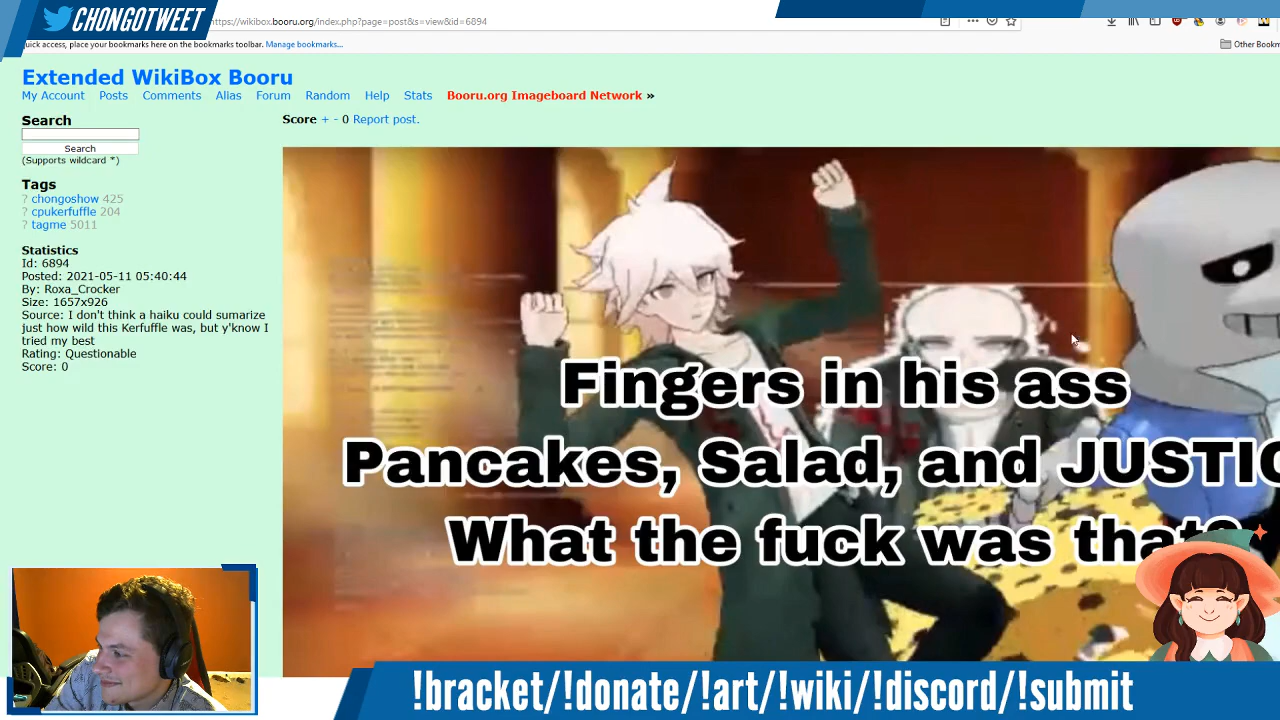 CHONGOTWEET
https://wikibox.booru.org/index.php?page=post&s=view&id=6894
quick access, place your bookmarks here on the bookmarks toolbar. Manage bookmarks...
Other Bookm
Extended WikiBox Booru
My Account Posts Comments Alias Forum Random Help Stats Booru.org Imageboard Network »
Search
Search
(Supports wildcard *)
Tags
? chongoshow 425
? cpukerfuffle 204
? tagme 5011
Statistics
Id: 6894
Posted: 2021-05-11 05:40:44
By: Roxa_Crocker
Size: 1657x926
Source: I don't think a haiku could sumarize
just how wild this Kerfuffle was, but y'know I
tried my best
Rating: Questionable
Score: 0
Score + - 0 Report post.
Fingers in his ass
Pancakes, Salad, and JUSTIC
What the fuck was that?
!bracket/!donate/!art/!wiki/!discord/!submit